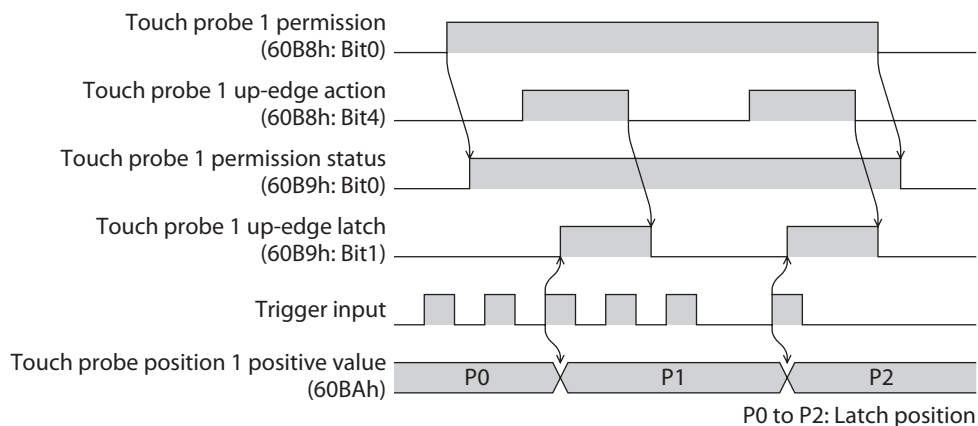 Touch probe 1 permission
(60B8h: Bit0)
Touch probe 1 up-edge action
(60B8h: Bit4)
Touch probe 1 permission status
(60B9h: Bit0)
Touch probe 1 up-edge latch
(60B9h: Bit1)
Trigger input
Touch probe position 1 positive value
(60BAh)
P0 P1 P2
P0 to P2: Latch position